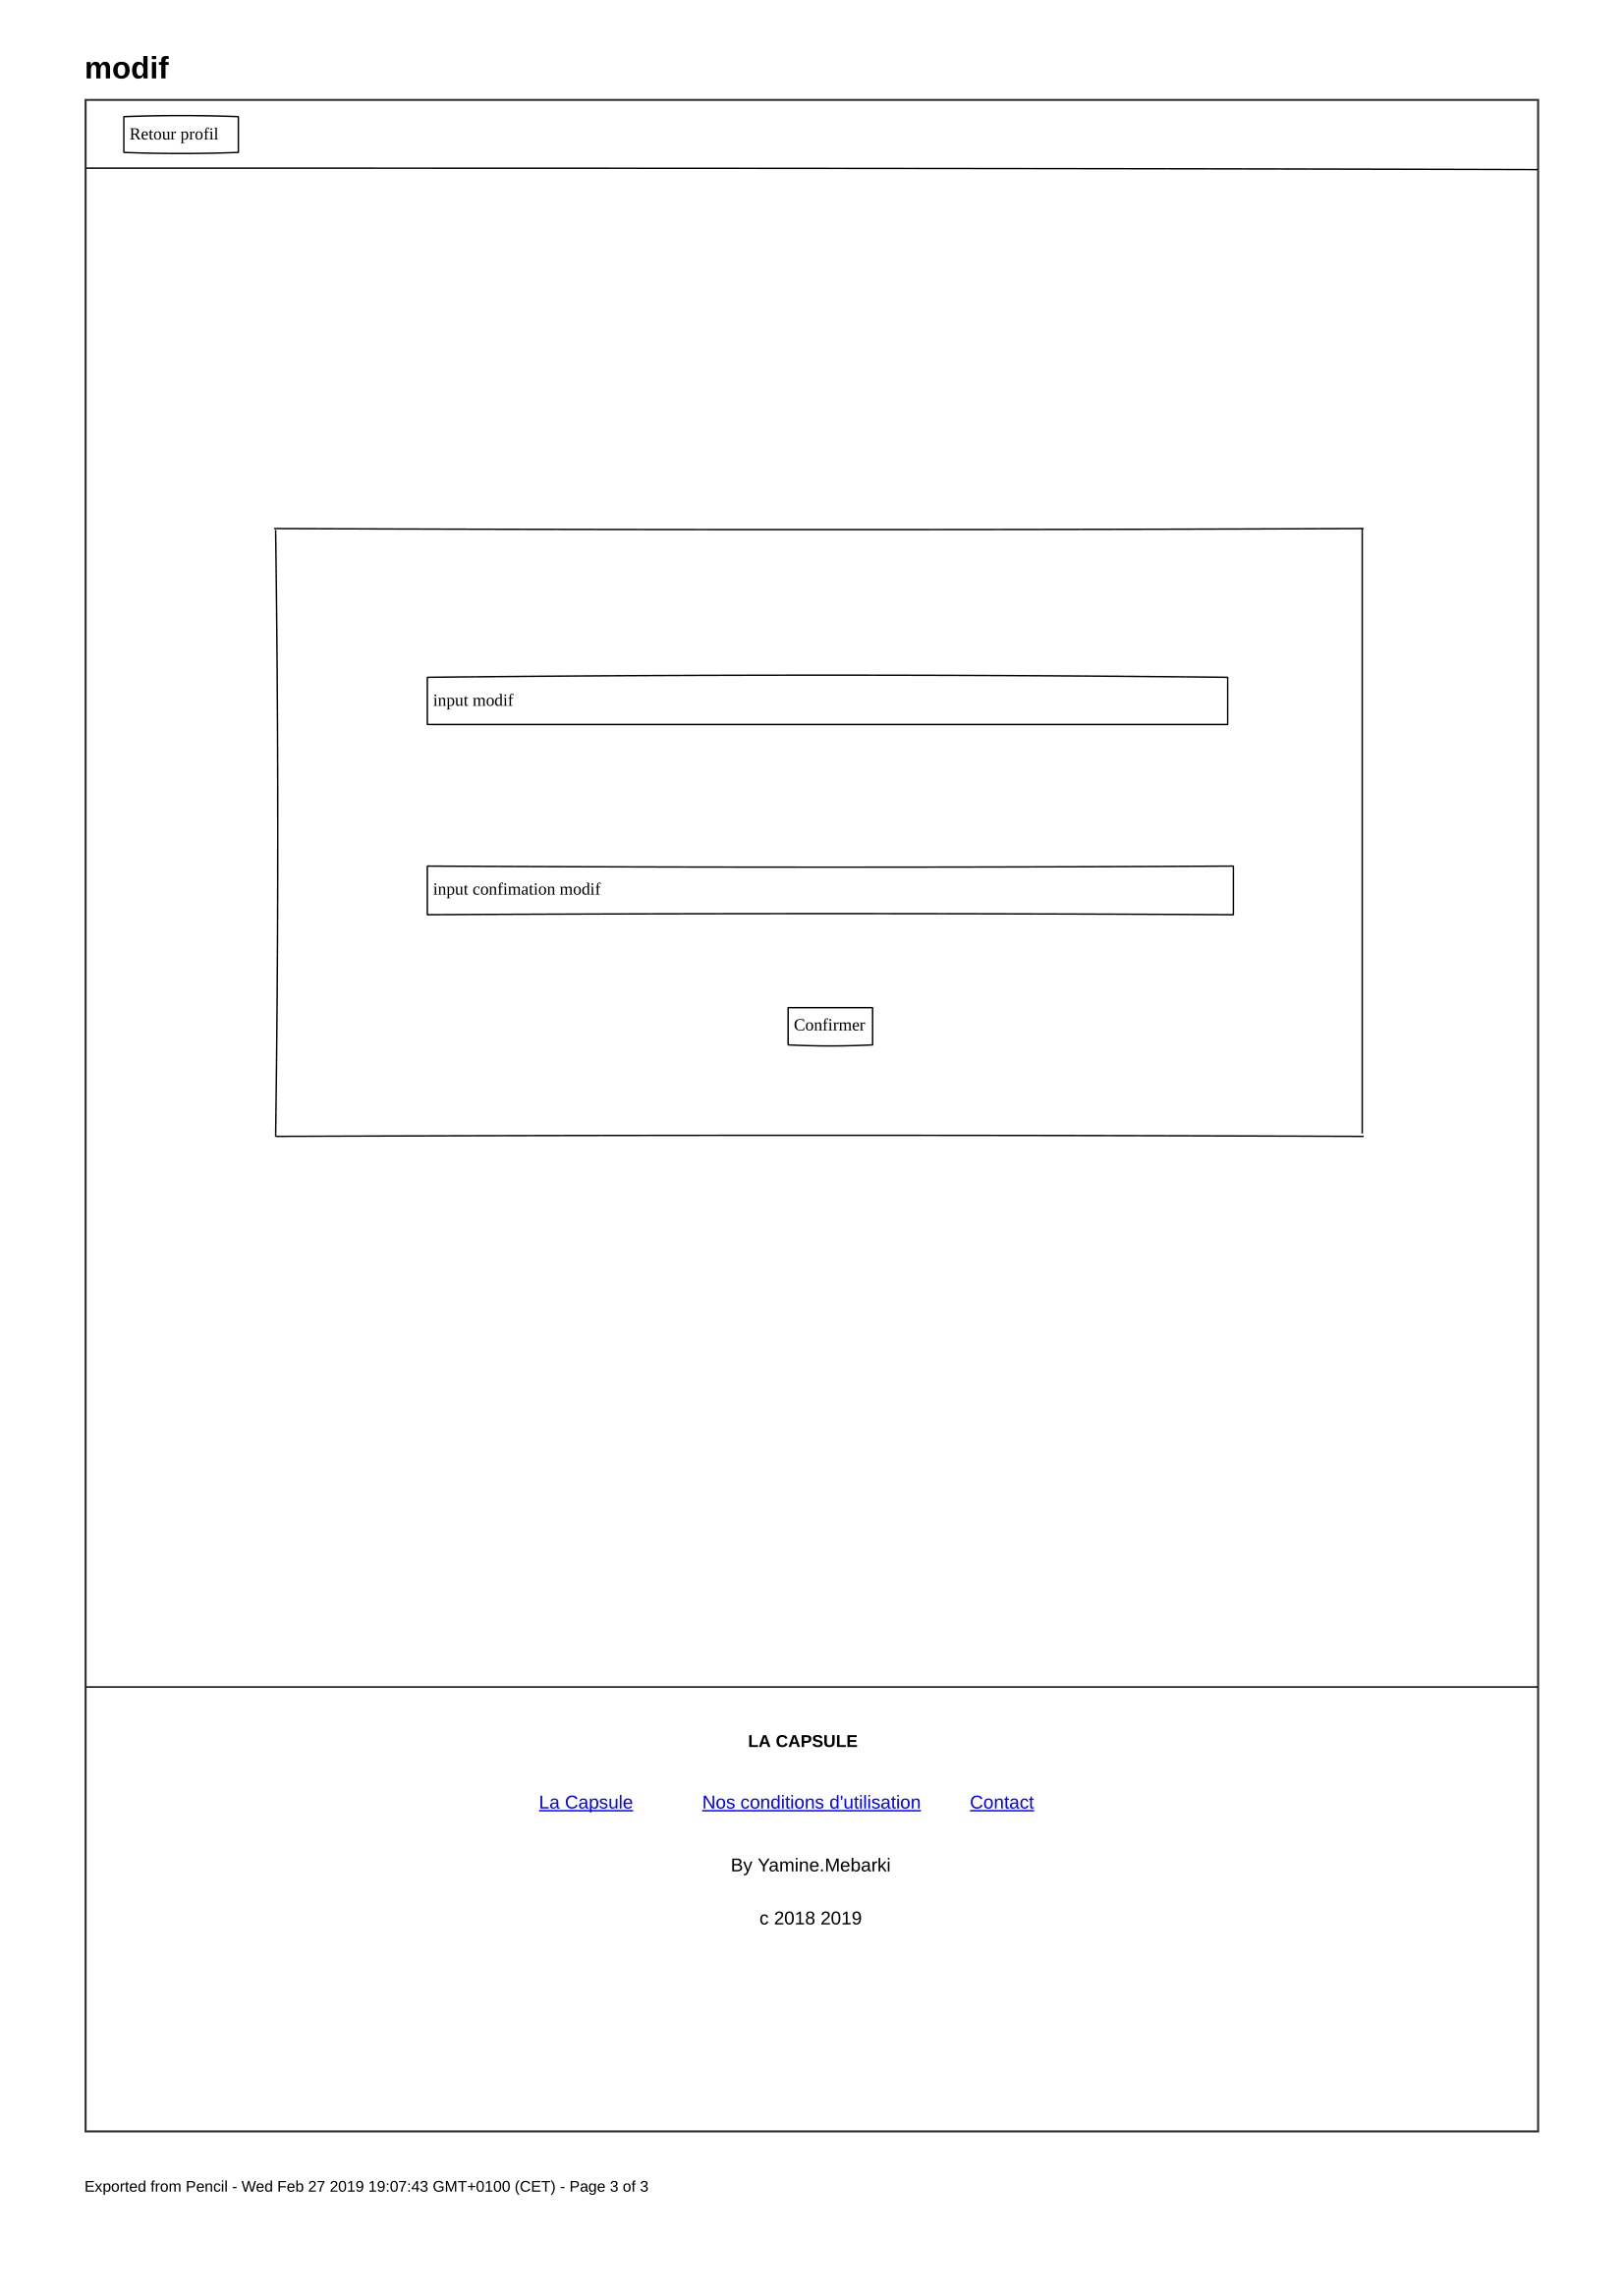 modif
Retour profil
input modif
input confimation modif
Confirmer
LA CAPSULE
La Capsule Nos conditions d'utilisation Contact
By Yamine.Mebarki
c 2018 2019
Exported from Pencil - Wed Feb 27 2019 19:07:43 GMT+0100 (CET) - Page 3 of 3